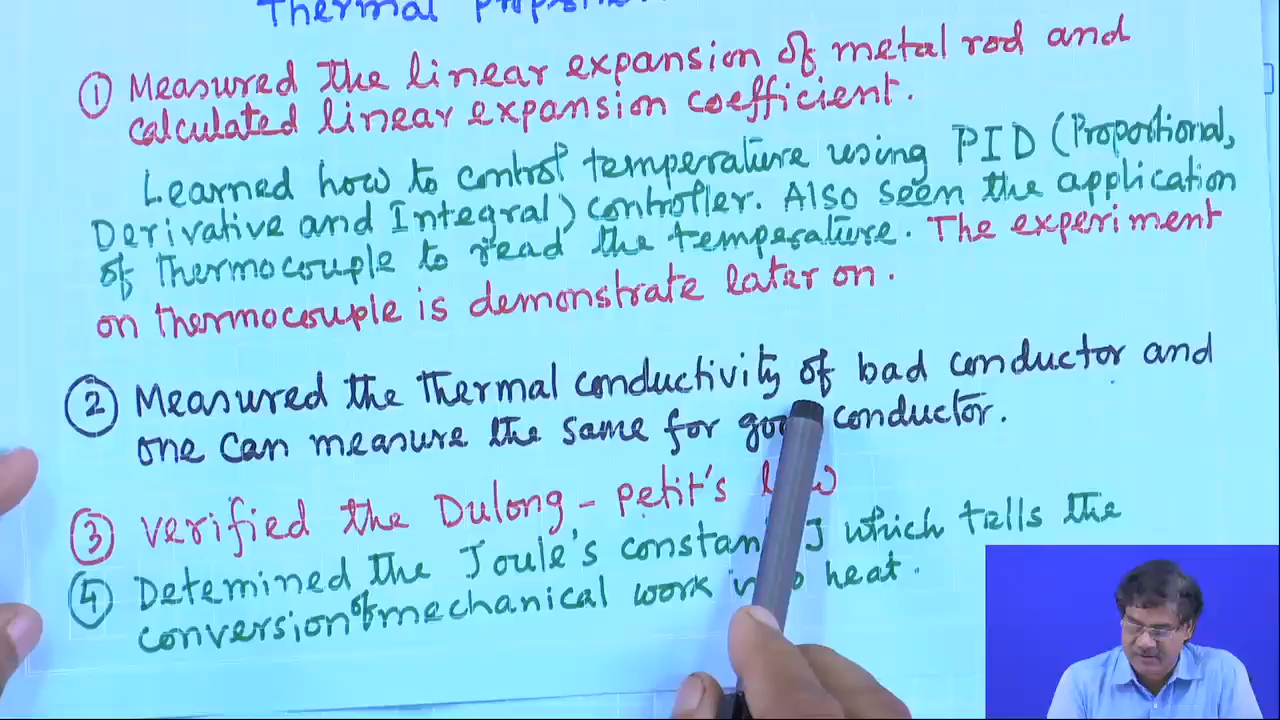 Thermal
① Measured the linear expansion of metal rod and
calculated linear expansion coefficient.
Learned how to control temperature using PID (Proportional,
Derivative and Integral) controller. Also seen the application
of thermocouple to read the temperature. The experiment
on thermocouple is demonstrate later on.
② Measured the thermal conductivity of bad conductor and
one can measure the same for conductor.
③ Verified the Dulong - petit's
④ Detemined the Joule's constant J which tells the
conversion of mechanical work heat.